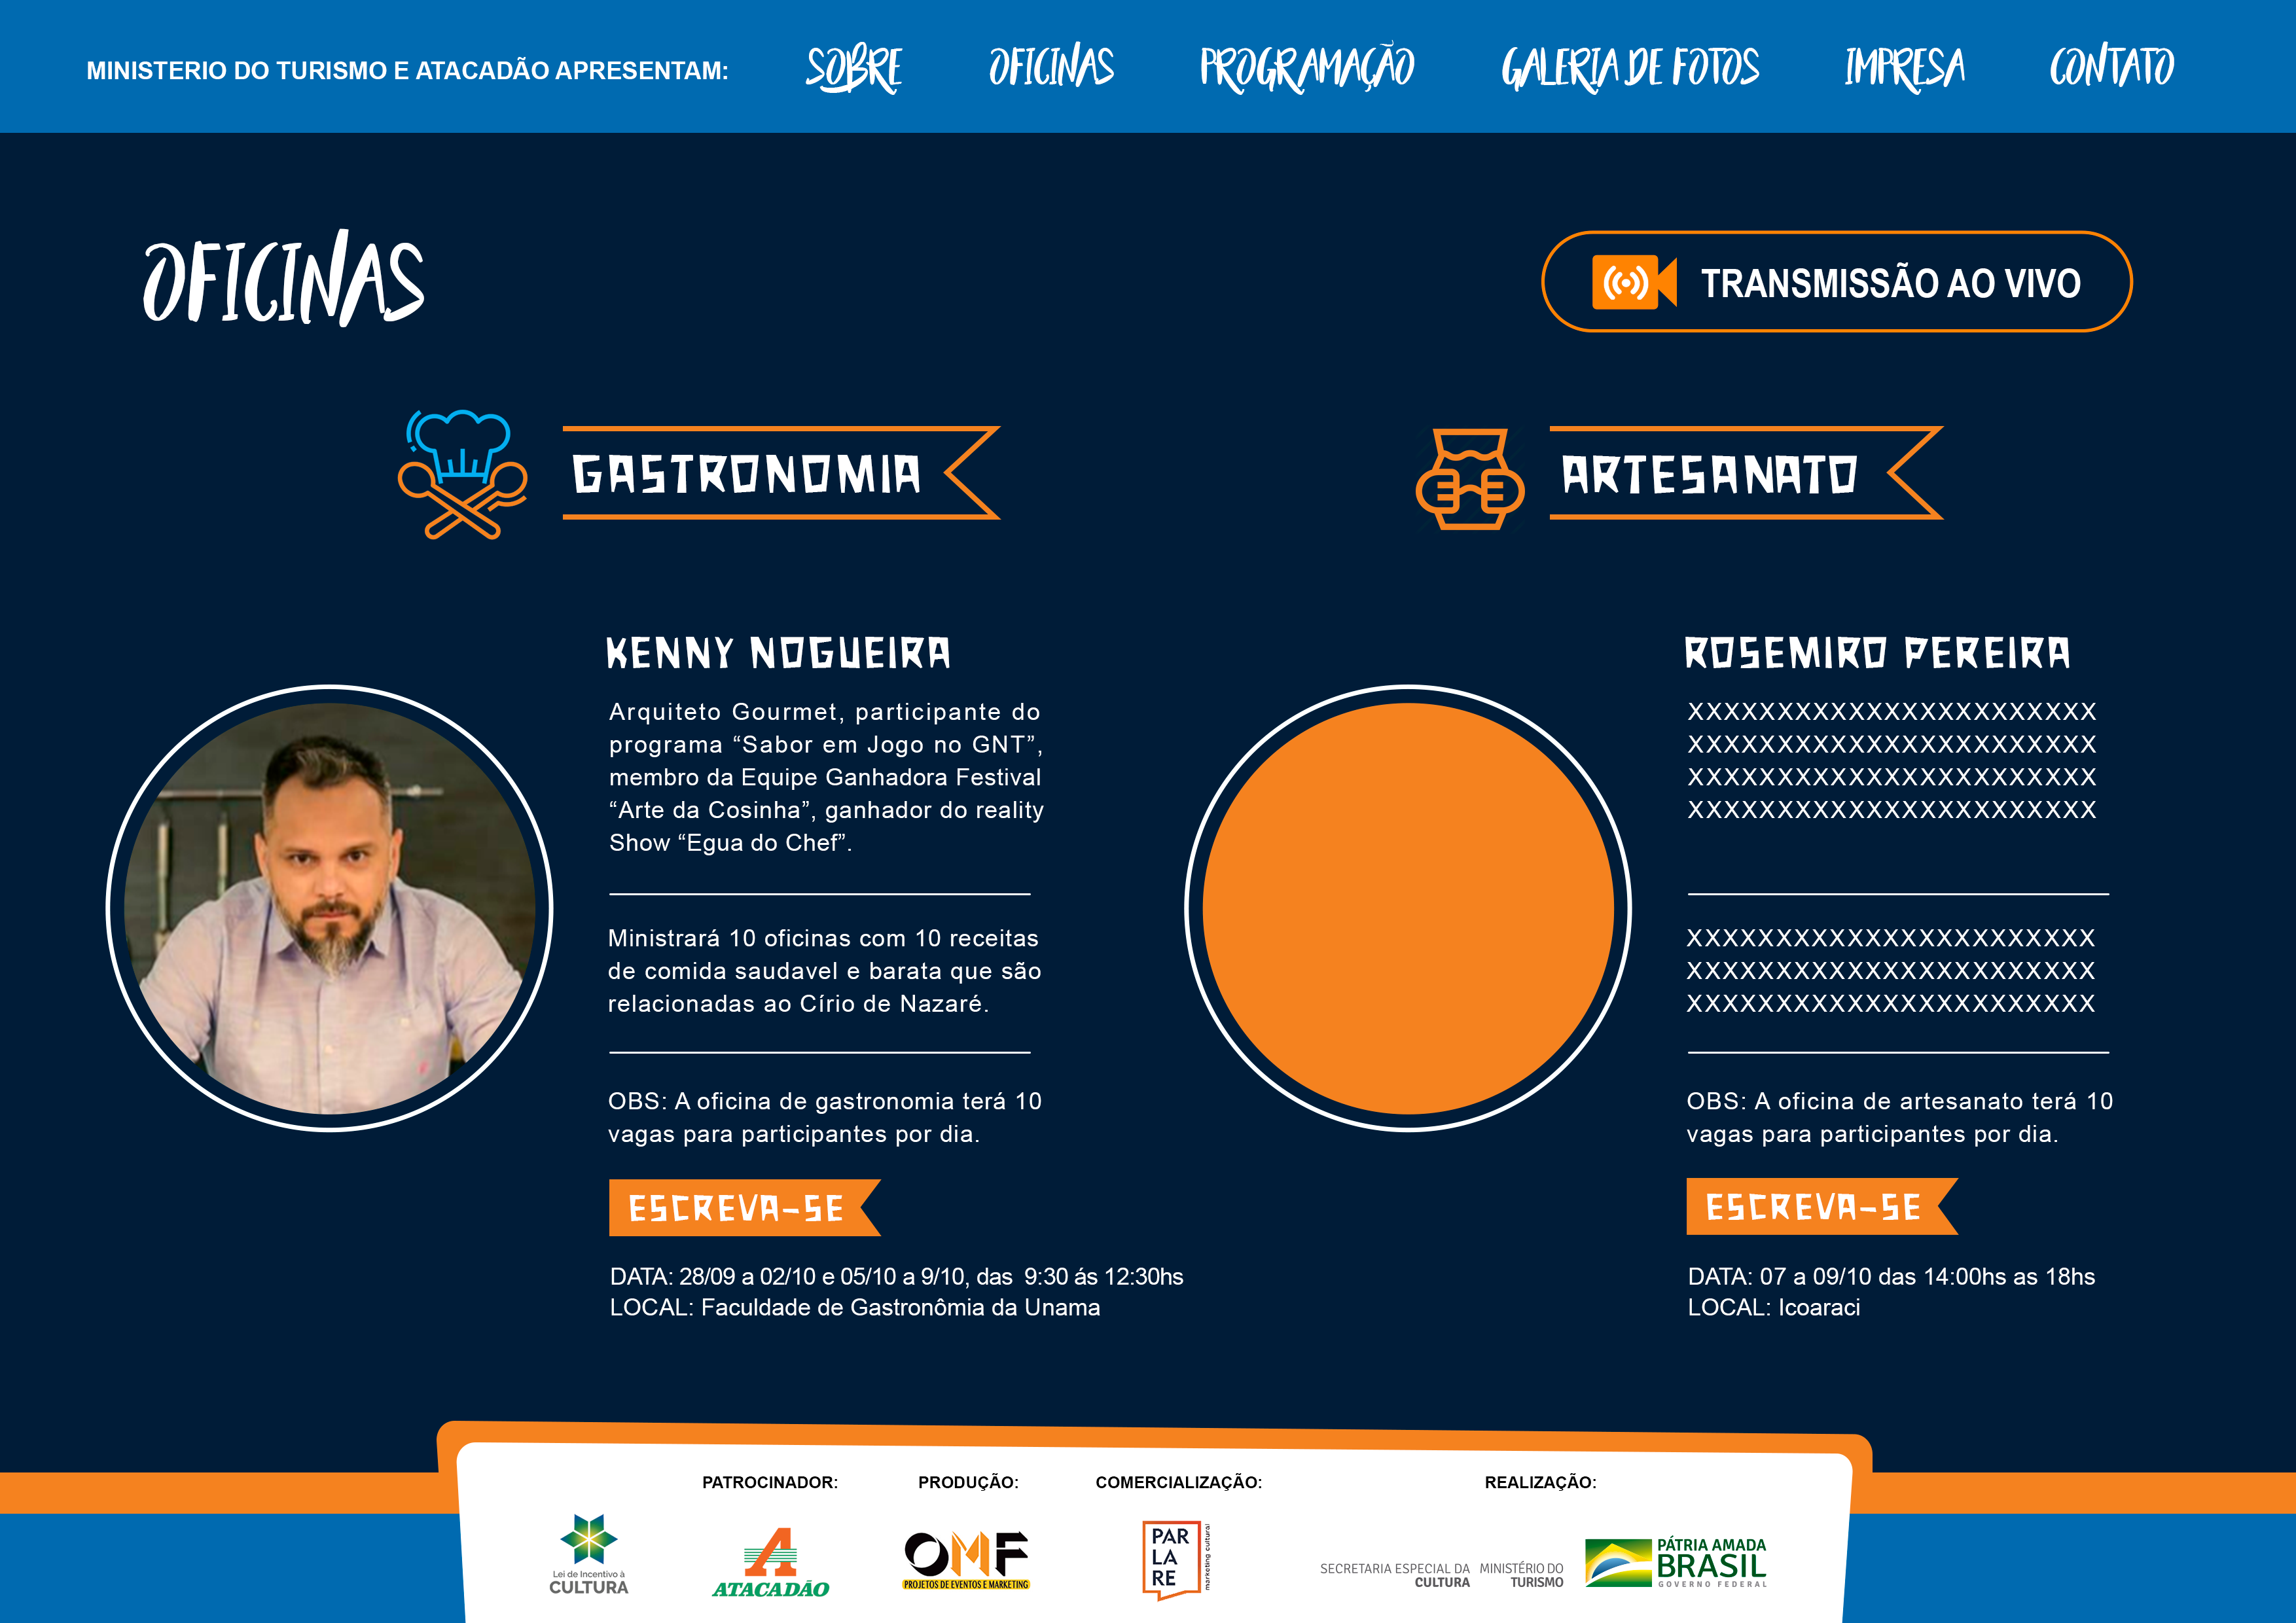 MINISTERIO DO TURISMO E ATACADÃO APRESENTAM:
SOBRE
OFICINAS
PROGRAMAÇÃO
GALERIA DE FOTOS
IMPRESA
CONTATO
OFICINAS
TRANSMISSÃO AO VIVO
GASTRONOMIA
KENNY NOGUEIRA
Arquiteto Gourmet, participante do
programa “Sabor em Jogo no GNT”,
membro da Equipe Ganhadora Festival
“Arte da Cosinha”, ganhador do reality
Show “Egua do Chef”.
Ministrará 10 oficinas com 10 receitas
de comida saudavel e barata que são
relacionadas ao Círio de Nazaré.
OBS: A oficina de gastronomia terá 10
vagas para participantes por dia.
ESCREVA-SE
DATA: 28/09 a 02/10 e 05/10 a 9/10, das 9:30 ás 12:30hs
LOCAL: Faculdade de Gastronômia da Unama
ARTESANATO
ROSEMIRO PEREIRA
XXXXXXXXXXXXXXXXXXXXXXX
XXXXXXXXXXXXXXXXXXXXXXX
XXXXXXXXXXXXXXXXXXXXXXX
XXXXXXXXXXXXXXXXXXXXXXX
XXXXXXXXXXXXXXXXXXXXXXX
XXXXXXXXXXXXXXXXXXXXXXX
XXXXXXXXXXXXXXXXXXXXXXX
OBS: A oficina de artesanato terá 10
vagas para participantes por dia.
ESCREVA-SE
DATA: 07 a 09/10 das 14:00hs as 18hs
LOCAL: Icoaraci
Lei de Incentivo à
CULTURA
PATROCINADOR:
ATACADÃO
PRODUÇÃO:
OMF
PROJETOS DE EVENTOS E MARKETING
COMERCIALIZAÇÃO:
PAR
LA
RE
marketing cultural
REALIZAÇÃO:
SECRETARIA ESPECIAL DA
CULTURA
MINISTÉRIO DO
TURISMO
PÁTRIA AMADA
BRASIL
GOVERNO FEDERAL